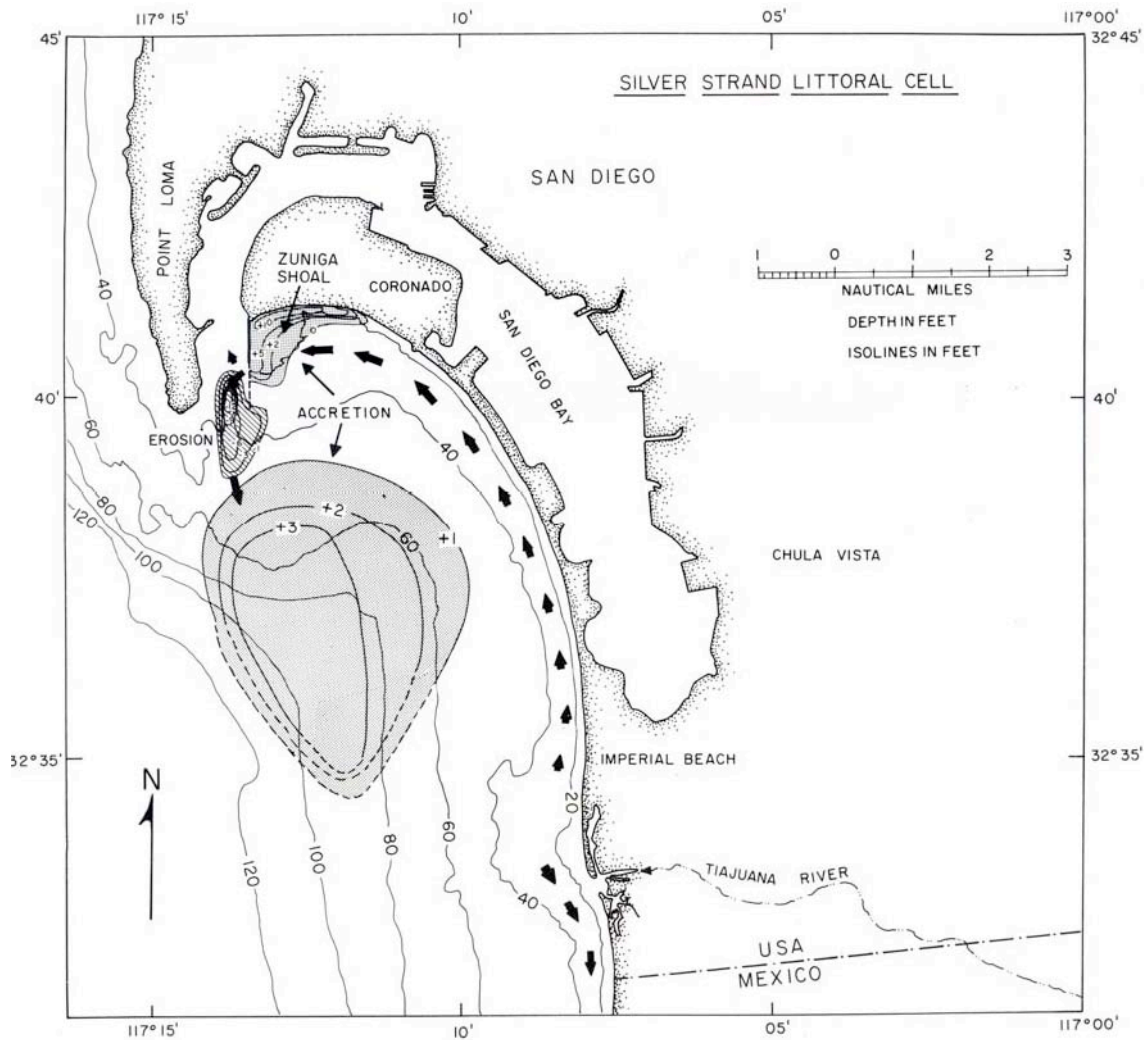 117° 15'
10'
05'
117° 00'
45'
32° 45'
SILVER STRAND LITTORAL CELL
POINT LOMA
SAN DIEGO
ZUNIGA
SHOAL
CORONADO
SAN DIEGO BAY
1 0 1 2 3
NAUTICAL MILES
DEPTH IN FEET
ISOLINES IN FEET
40
+2
+5
0
40'
40'
EROSION
ACCRETION
40
60
80
120
100
+2
+3
+1
60
CHULA VISTA
32° 35'
32° 35'
IMPERIAL BEACH
N
20
120
100
80
60
40
TIAJUANA RIVER
USA
MEXICO
117° 15'
10'
05'
117° 00'